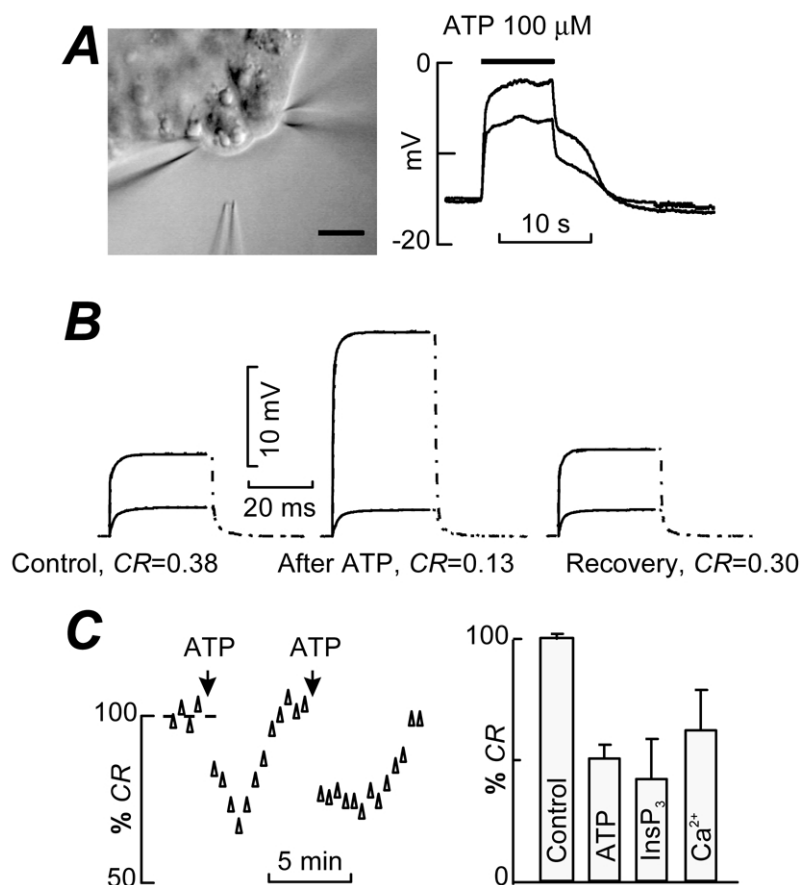 A
ATP 100 µM
0
mV
-20
10 s
B
10 mV
20 ms
Control, CR=0.38
After ATP, CR=0.13
Recovery, CR=0.30
C
ATP
ATP
100
% CR
50
5 min
100
% CR
0
Control
ATP
InsP₃
Ca²⁺